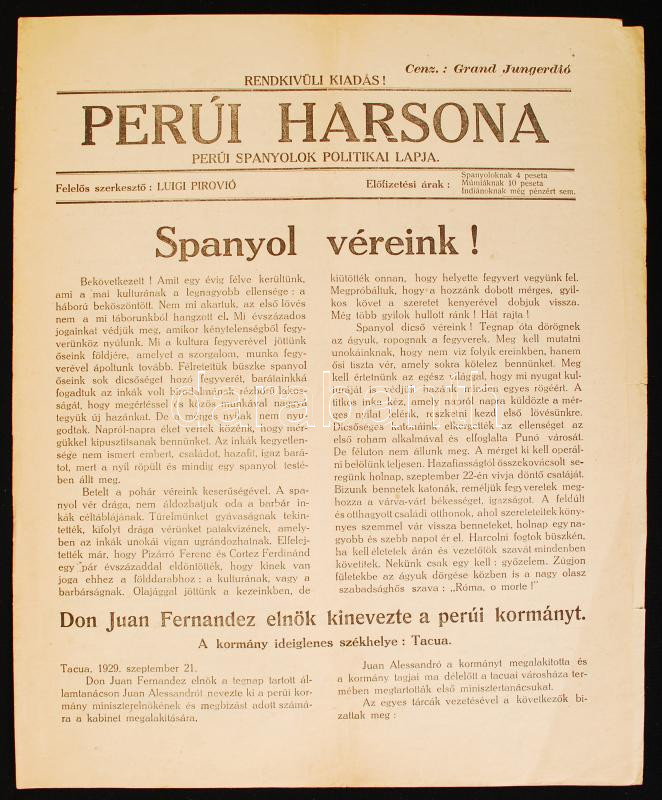 Cenz. : Grand Jungerdió
RENDKIVÜLI KIADÁS !
PERÚI HARSONA
PERÚI SPANYOLOK POLITIKAI LAPJA.
Felelős szerkesztő : LUIGI PIROVIÓ
Előfizetési árak :
Spanyoloknak 4 peseta
Múmiáknak 10 peseta
Indiánoknak még pénzért sem.
Spanyol véreink !
Bekövetkezett ! Amit egy évig félve kerültünk,
ami a mai kulturának a legnagyobb ellensége : a
háború beköszöntött. Nem mi akartuk, az első lövés
nem a mi táborunkból hangzott el. Mi évszázados
jogainkat védjük meg, amikor kénytelenségből fegy-
verünkhöz nyúlunk. Mi a kultura fegyverével jöttünk
őseink földjére, amelyet a szorgalom, munka fegy-
verével ápoltunk tovább. Félretettük büszke spanyol
őseink sok dicsőséget hozó fegyverét, barátainkká
fogadtuk az inkák volt birodalmának rézbőrű lakos-
ságát, hogy megértéssel és közös munkával naggyá
tegyük új hazánkat. De a mérges nyilak nem nyu-
godtak. Napról-napra éket vertek közénk, hogy mér-
gükkel kipusztitsanak bennünket. Az inkák kegyetlen-
sége nem ismert embert, családot, hazafit, igaz bará-
tot, mert a nyil röpült és mindig egy spanyol testé-
ben állt meg.
Betelt a pohár véreink keserűségével. A spa-
nyol vér drága, nem áldozhatjuk oda a barbár in-
kák céltáblájának. Türelmünket gyávaságnak tekin-
tették, kifolyt drága vérünket patakvizének, amely-
ben az inkák unokái vigan ugrándozhatnak. Elfelej-
tették már, hogy Pizárró Ferenc és Cortez Ferdinánd
egy pár évszázaddal eldöntötték, hogy kinek van
joga ehhez a földdarabhoz : a kulturának, vagy a
barbárságnak. Olajággal jöttünk a kezeinkben, de
kiütötték onnan, hogy helyette fegyvert vegyünk fel.
Megpróbáltuk, hogy a hozzánk dobott mérges, gyil-
kos követ a szeretet kenyerével dobjuk vissza.
Még több gyilok hullott ránk ! Hát rajta !
Spanyol dicső véreink ! Tegnap óta dörögnek
az ágyuk, ropognak a fegyverek. Meg kell mutatni
unokáinknak, hogy nem viz folyik ereinkben, hanem
ősi tiszta vér, amely sokra kötelez bennünket. Meg
kell értetnünk az egész világgal, hogy mi nyugat kul-
turáját is védjük hazánk minden egyes rögéért. A
titkos inka kéz, amely napról napra küldözte a mér-
ges nyilat felénk, reszketni kezd első lövésünkre.
Dicsőséges katonáink elkergették az ellenséget az
első roham alkalmával és elfoglalta Punó városát.
De féluton nem állunk meg. A mérget ki kell operál-
ni belőlünk teljesen. Hazafiasságtól összekovácsolt se-
regünk holnap, szeptember 22-én vivja döntő csatáját.
Bizunk bennetek katonák, reméljük fegyveretek meg-
hozza a várva-várt békességet, igazságot. A feldúlt
és otthagyott családi otthonok, ahol szereteteitek köny-
nyes szemmel vár vissza benneteket, holnap egy na-
gyobb és szebb napot ér el. Harcolni fogtok büszkén,
ha kell életetek árán és vezetőtök szavát mindenben
követitek. Nekünk csak egy kell : győzelem. Zúgjon
füleitekbe az ágyuk dörgése közben is a nagy olasz
szabadsághős szava : „Róma, o morte !"
Don Juan Fernandez elnök kinevezte a perúi kormányt.
A kormány ideiglenes székhelye : Tacua.
Tacua, 1929. szeptember 21.
Don Juan Fernandez elnök a tegnap tartott ál-
lamtanácson Juan Alessandrót nevezte ki a perúi kor-
mány miniszterelnökének és megbizást adott számá-
ra a kabinet megalakitására.
Juan Alessandró a kormányt megalakitotta és
a kormány tagjai ma délelőtt a tacuai városháza ter-
mében megtartották első minisztertanácsukat.
Az egyes tárcák vezetésével a következők bi-
zattak meg :